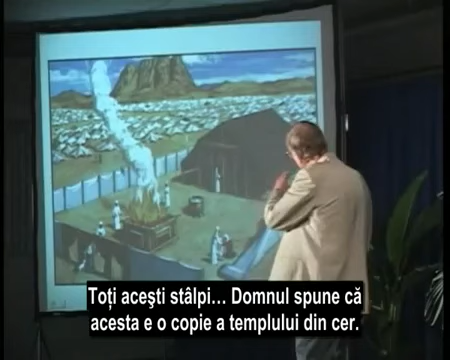 Toți acești stâlpi... Domnul spune că
acesta e o copie a templului din cer.